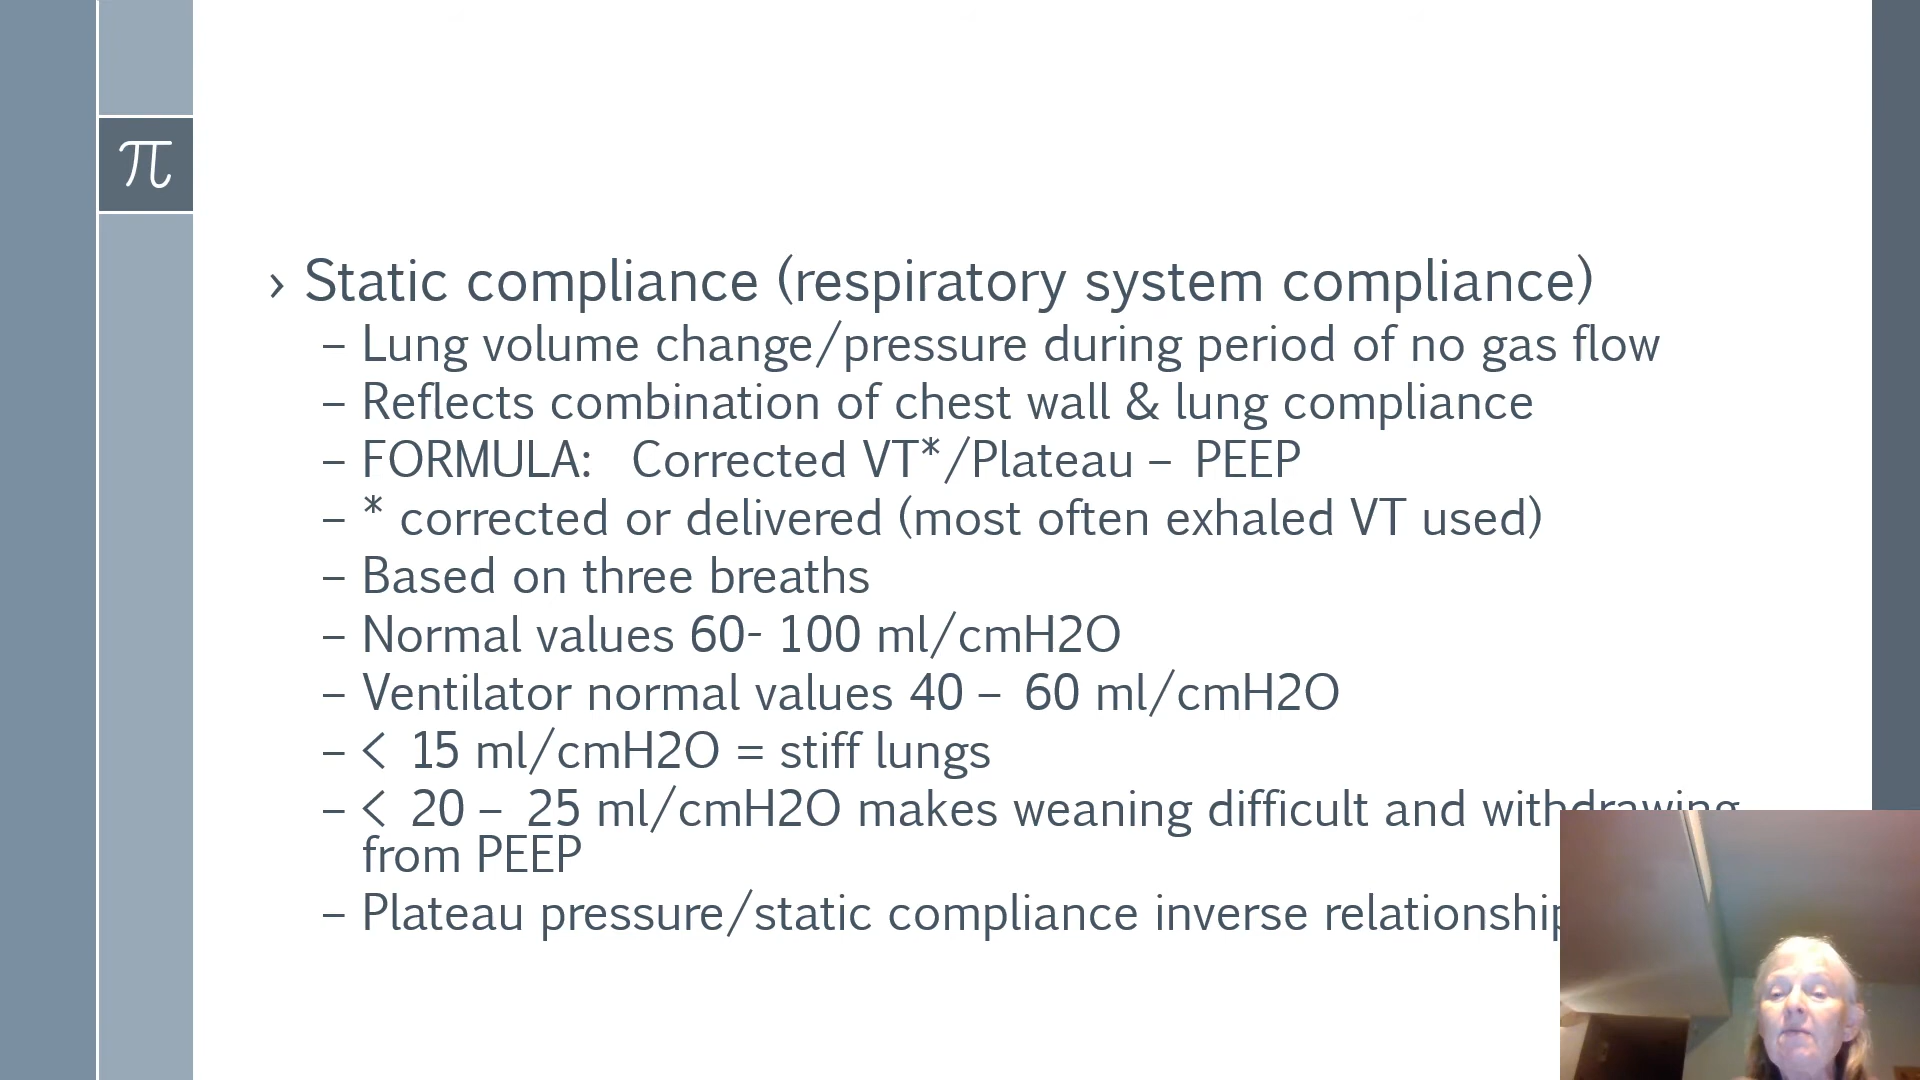 π
› Static compliance (respiratory system compliance)
– Lung volume change/pressure during period of no gas flow
– Reflects combination of chest wall & lung compliance
– FORMULA: Corrected VT*/Plateau – PEEP
– * corrected or delivered (most often exhaled VT used)
– Based on three breaths
– Normal values 60- 100 ml/cmH2O
– Ventilator normal values 40 – 60 ml/cmH2O
– < 15 ml/cmH2O = stiff lungs
– < 20 – 25 ml/cmH2O makes weaning difficult and withdrawing
from PEEP
– Plateau pressure/static compliance inverse relationship